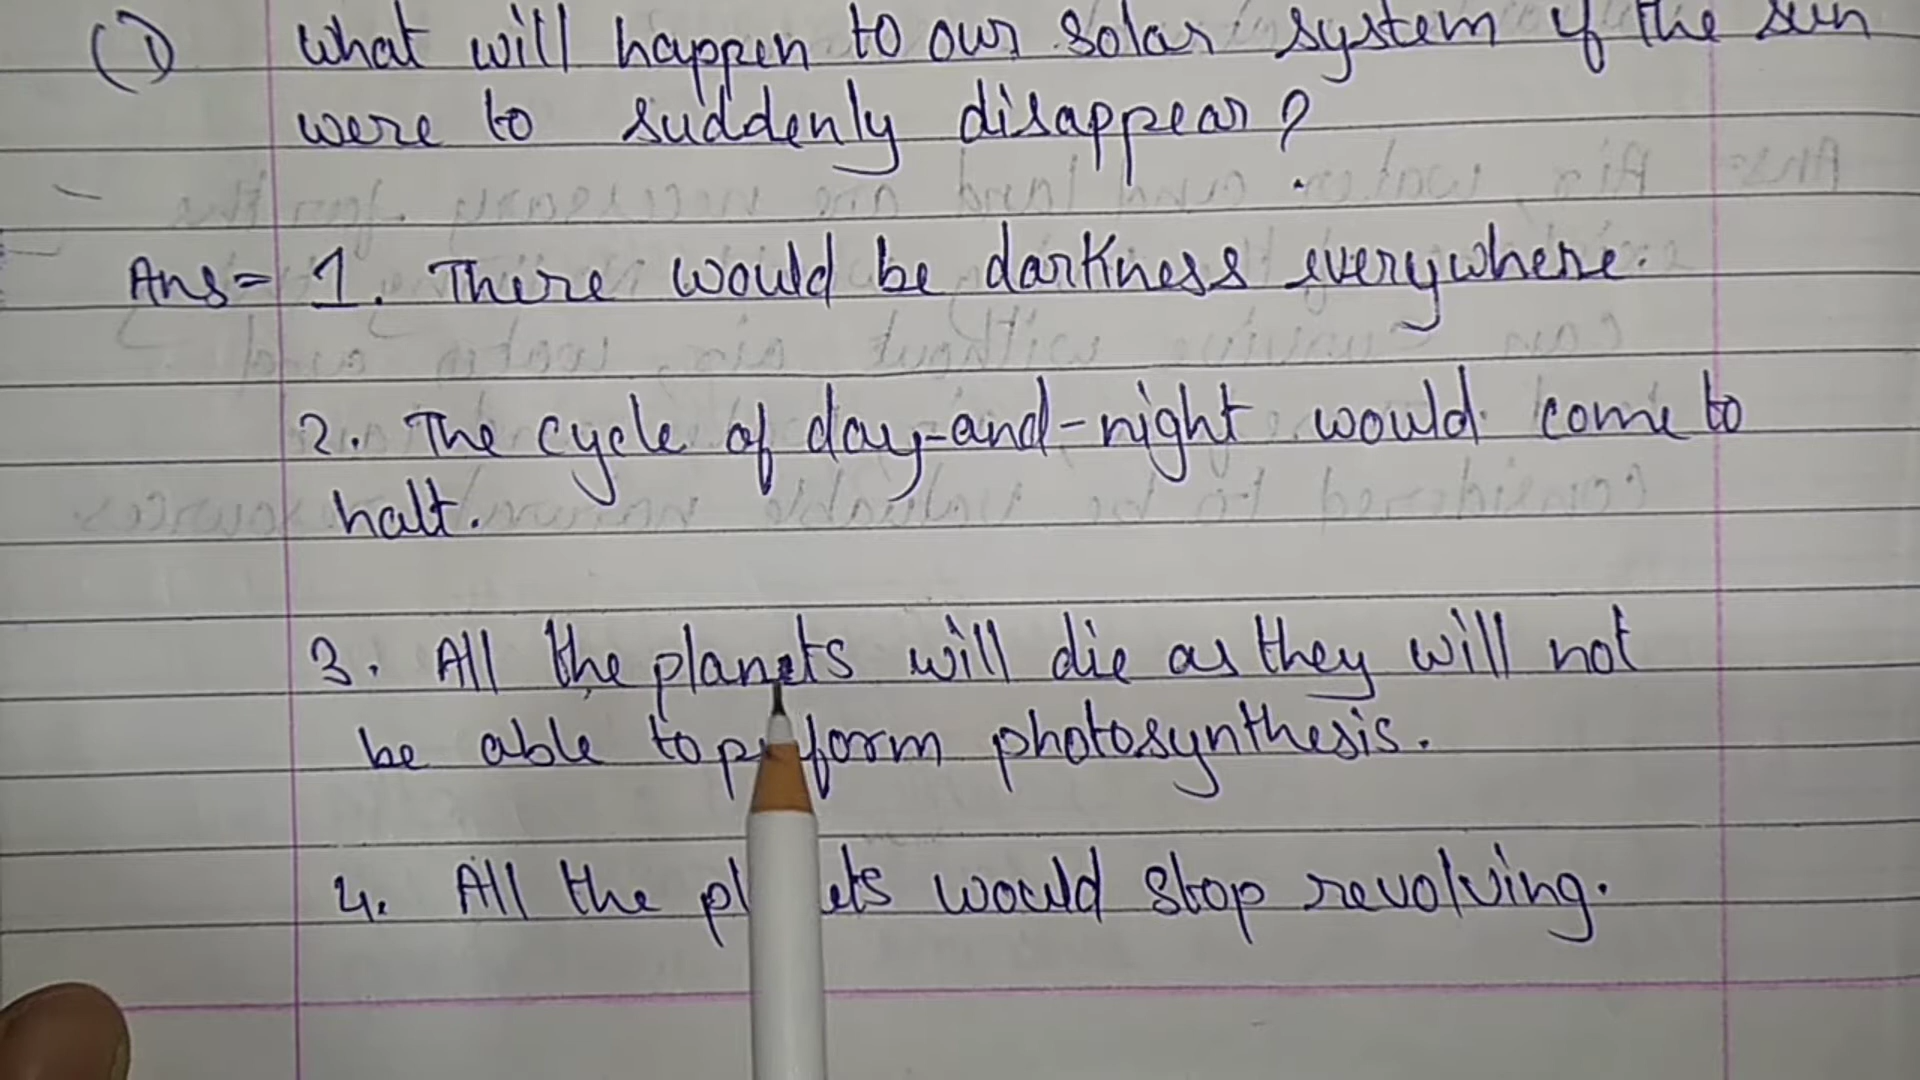 (1) What will happen to our solar system if the sun
were to suddenly disappear?
Ans= 1. There would be darkness everywhere.
2. The cycle of day-and-night would come to
halt.
3. All the planets will die as they will not
be able to perform photosynthesis.
4. All the planets would stop revolving.